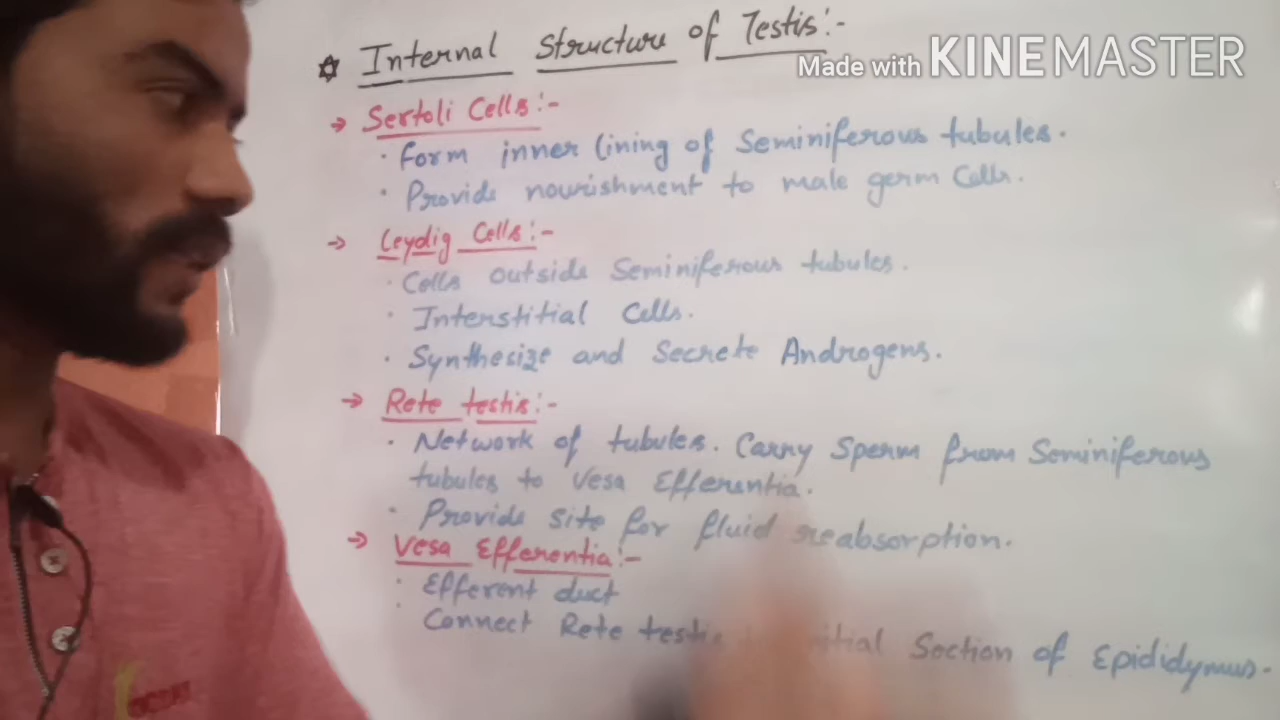 Internal Structure of Testis:-
Made with KINEMASTER
→ Sertoli Cells:-
· Form inner lining of Seminiferous tubules.
· Provide nourishment to male germ Cells.
→ Leydig Cells:-
· Cells outside Seminiferous tubules.
· Interstitial Cells.
· Synthesize and Secrete Androgens.
→ Rete testis:-
· Network of tubules. Carry Sperm from Seminiferous
tubules to Vesa Efferentia.
· Provide site for fluid reabsorption.
→ Vesa Efferentia:-
· Efferent duct
· Connect Rete testis Section of Epididymus.